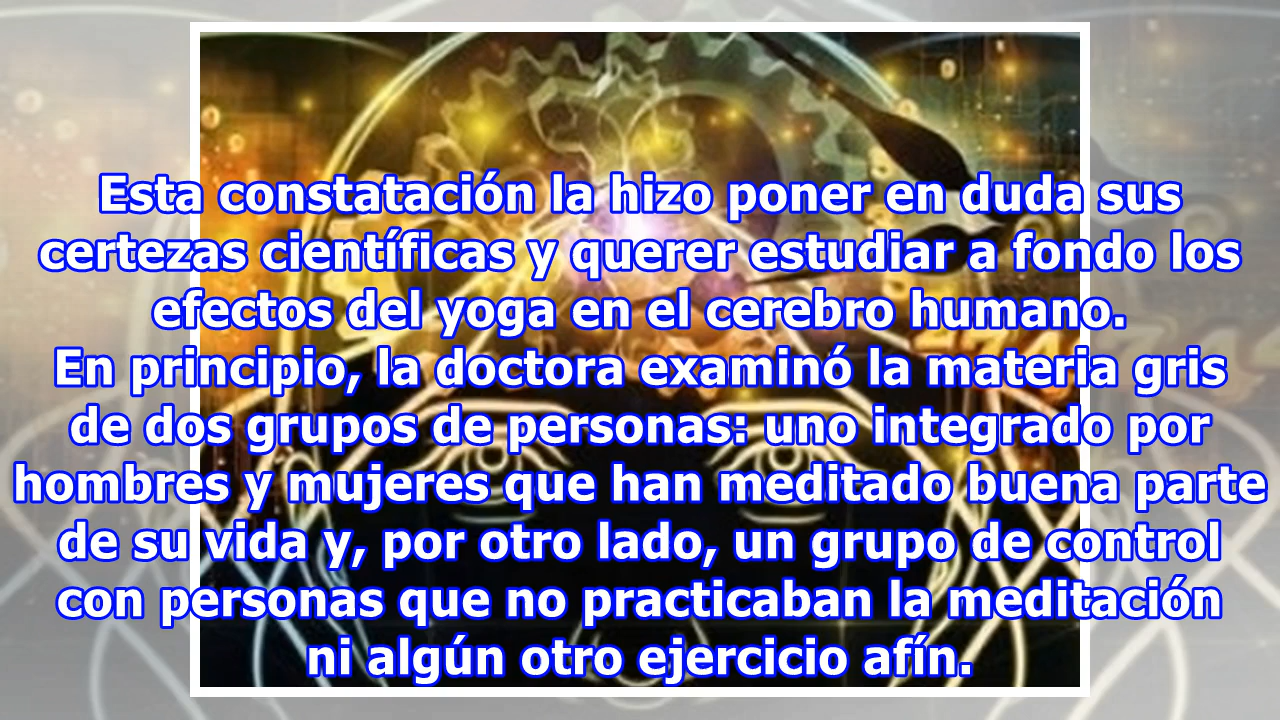 Esta constatación la hizo poner en duda sus
certezas científicas y querer estudiar a fondo los
efectos del yoga en el cerebro humano.
En principio, la doctora examinó la materia gris
de dos grupos de personas: uno integrado por
hombres y mujeres que han meditado buena parte
de su vida y, por otro lado, un grupo de control
con personas que no practicaban la meditación
ni algún otro ejercicio afín.